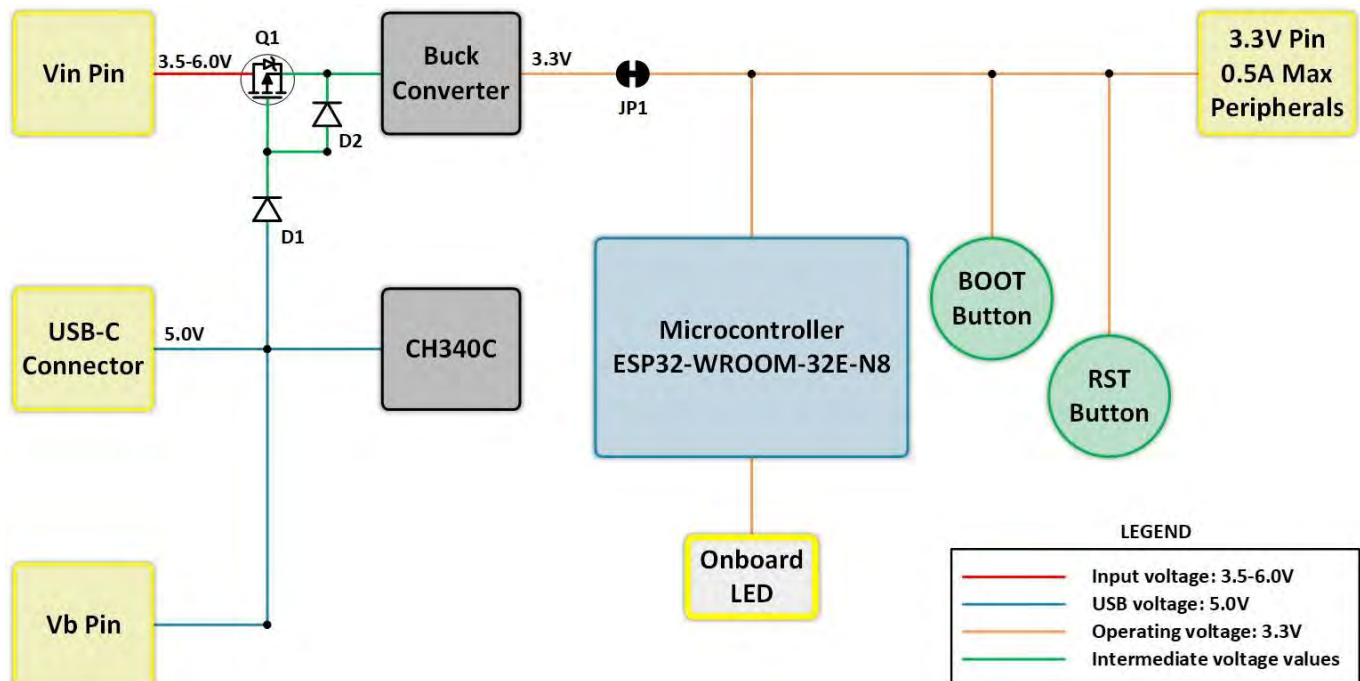 Vin Pin
3.5-6.0V
Q1
Buck
Converter
3.3V
JP1
3.3V Pin
0.5A Max
Peripherals
D2
D1
USB-C
Connector
5.0V
CH340C
Microcontroller
ESP32-WROOM-32E-N8
BOOT
Button
RST
Button
Onboard
LED
Vb Pin
LEGEND
Input voltage: 3.5-6.0V
USB voltage: 5.0V
Operating voltage: 3.3V
Intermediate voltage values